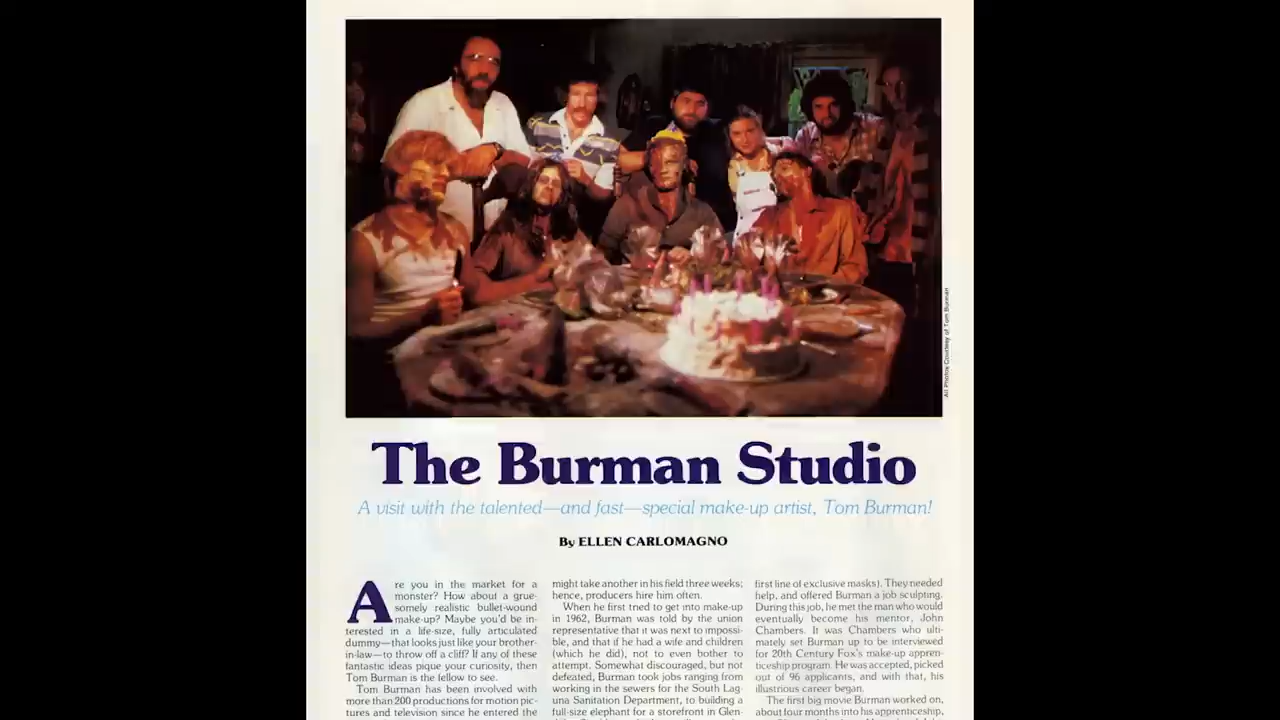 All Photos Courtesy of Tom Burman
The Burman Studio
A visit with the talented—and fast—special make-up artist, Tom Burman!
By ELLEN CARLOMAGNO
Are you in the market for a
monster? How about a grue-
somely realistic bullet-wound
make-up? Maybe you'd be in-
terested in a life-size, fully articulated
dummy—that looks just like your brother-
in-law—to throw off a cliff? If any of these
fantastic ideas pique your curiosity, then
Tom Burman is the fellow to see.
Tom Burman has been involved with
more than 200 productions for motion pic-
tures and television since he entered the
might take another in his field three weeks;
hence, producers hire him often.
When he first tried to get into make-up
in 1962, Burman was told by the union
representative that it was next to impossi-
ble, and that if he had a wife and children
(which he did), not to even bother to
attempt. Somewhat discouraged, but not
defeated, Burman took jobs ranging from
working in the sewers for the South Lag-
una Sanitation Department, to building a
full-size elephant for a storefront in Glen-
first line of exclusive masks). They needed
help, and offered Burman a job sculpting.
During this job, he met the man who would
eventually become his mentor, John
Chambers. It was Chambers who ulti-
mately set Burman up to be interviewed
for 20th Century Fox's make-up appren-
ticeship program. He was accepted, picked
out of 96 applicants, and with that, his
illustrious career began.
The first big movie Burman worked on,
about four months into his apprenticeship,